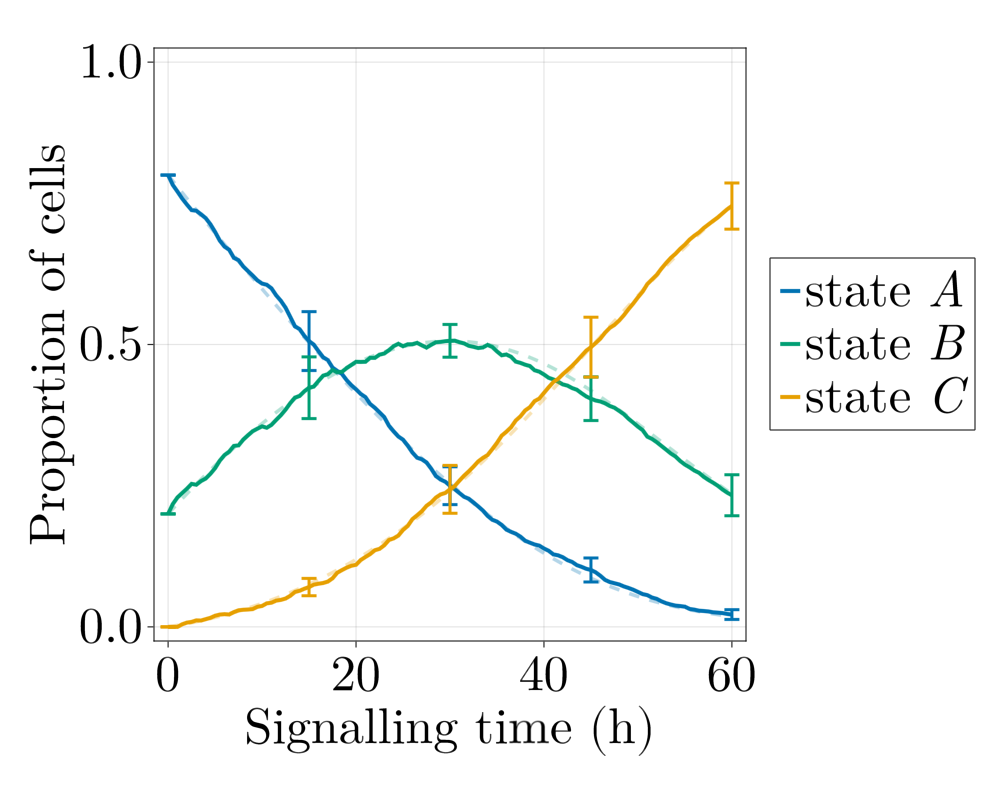 1.0
0.5
0.0
Proportion of cells
0 20 40 60
Signalling time (h)
state A
state B
state C